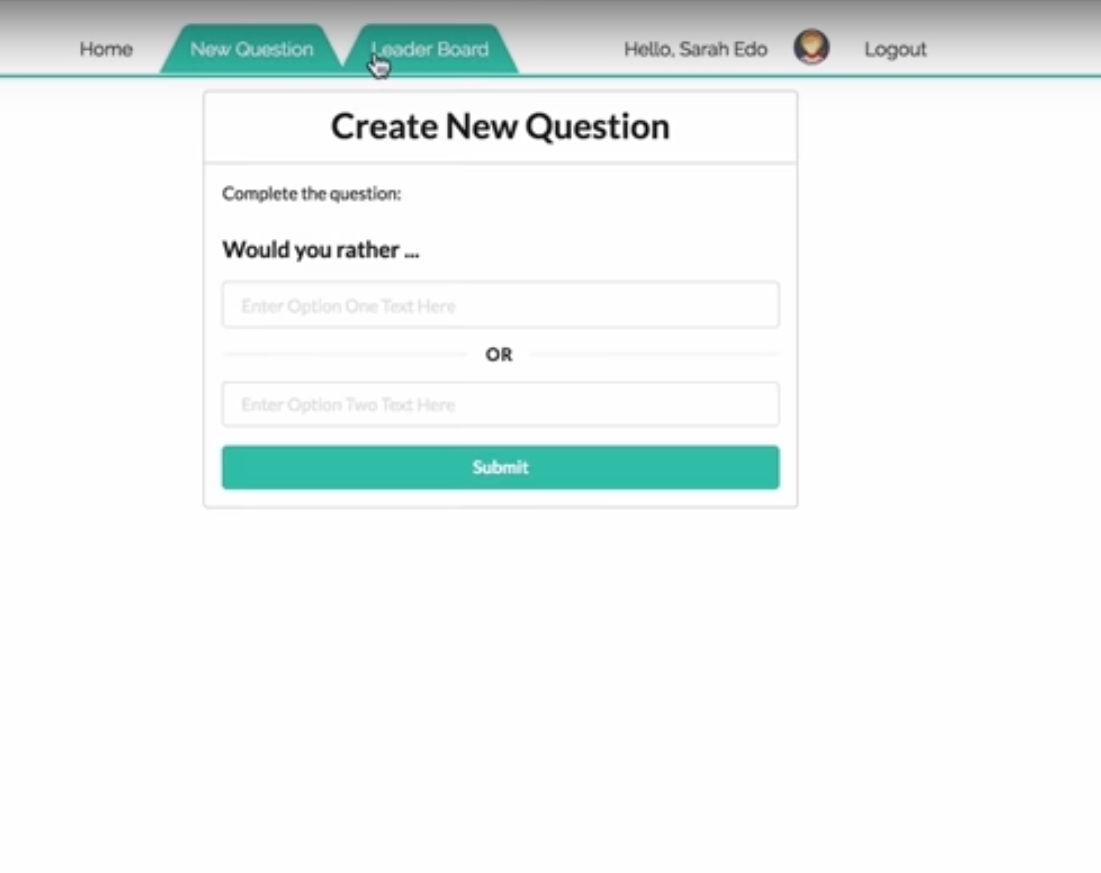 Home New Question Leader Board Hello, Sarah Edo Logout
Create New Question
Complete the question:
Would you rather ...
Enter Option One Text Here
OR
Enter Option Two Text Here
Submit